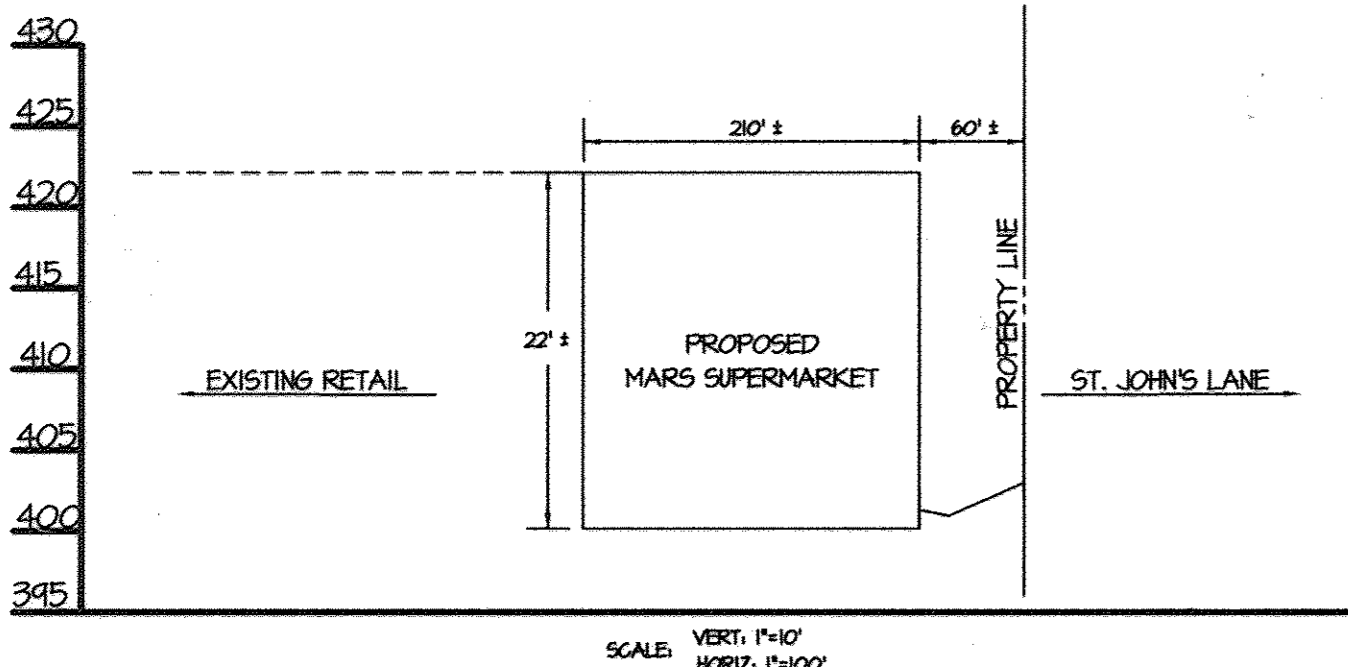 430
425
420
415
410
405
400
395
210' ±
60' ±
22' ±
PROPOSED
MARS SUPERMARKET
EXISTING RETAIL
PROPERTY LINE
ST. JOHN'S LANE
SCALE: VERT: 1"=10'
HORIZ: 1"=100'